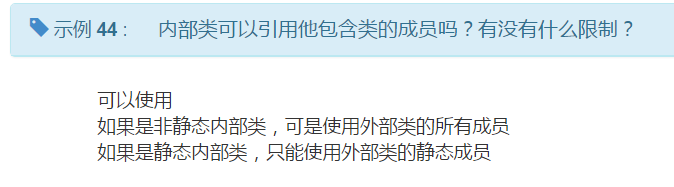 示例 44 : 内部类可以引用他包含类的成员吗？有没有什么限制？
可以使用
如果是非静态内部类，可是使用外部类的所有成员
如果是静态内部类，只能使用外部类的静态成员